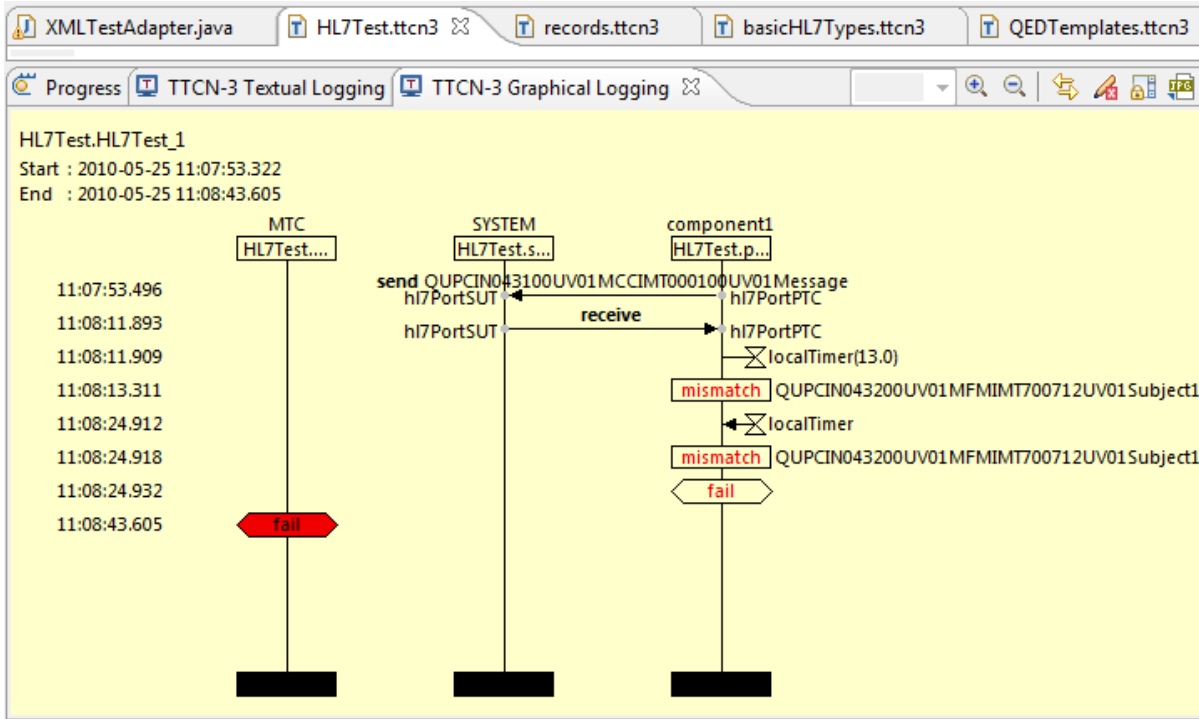 XMLTestAdapter.java HL7Test.ttcn3 records.ttcn3 basicHL7Types.ttcn3 QEDTemplates.ttcn3
Progress TTCN-3 Textual Logging TTCN-3 Graphical Logging
HL7Test.HL7Test_1
Start : 2010-05-25 11:07:53.322
End : 2010-05-25 11:08:43.605
MTC SYSTEM component1
HL7Test.... HL7Test.s... HL7Test.p...
send QUPCIN043100UV01MCCIMT000100UV01Message
11:07:53.496 hl7PortSUT hl7PortPTC
receive
11:08:11.893 hl7PortSUT hl7PortPTC
11:08:11.909 localTimer(13.0)
11:08:13.311 mismatch QUPCIN043200UV01MFMIMT700712UV01Subject1
11:08:24.912 localTimer
11:08:24.918 mismatch QUPCIN043200UV01MFMIMT700712UV01Subject1
11:08:24.932 fail
11:08:43.605 fail